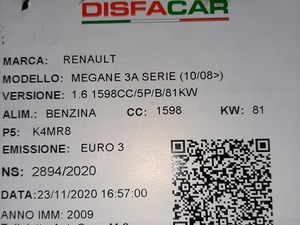 DISFACAR
MARCA: RENAULT
MODELLO: MEGANE 3A SERIE (10/08>)
VERSIONE: 1.6 1598CC/5P/B/81KW
ALIM.: BENZINA CC: 1598 KW: 81
P5: K4MR8
EMISSIONE: EURO 3
NS: 2894/2020
DATA:23/11/2020 16:57:00
ANNO IMM: 2009